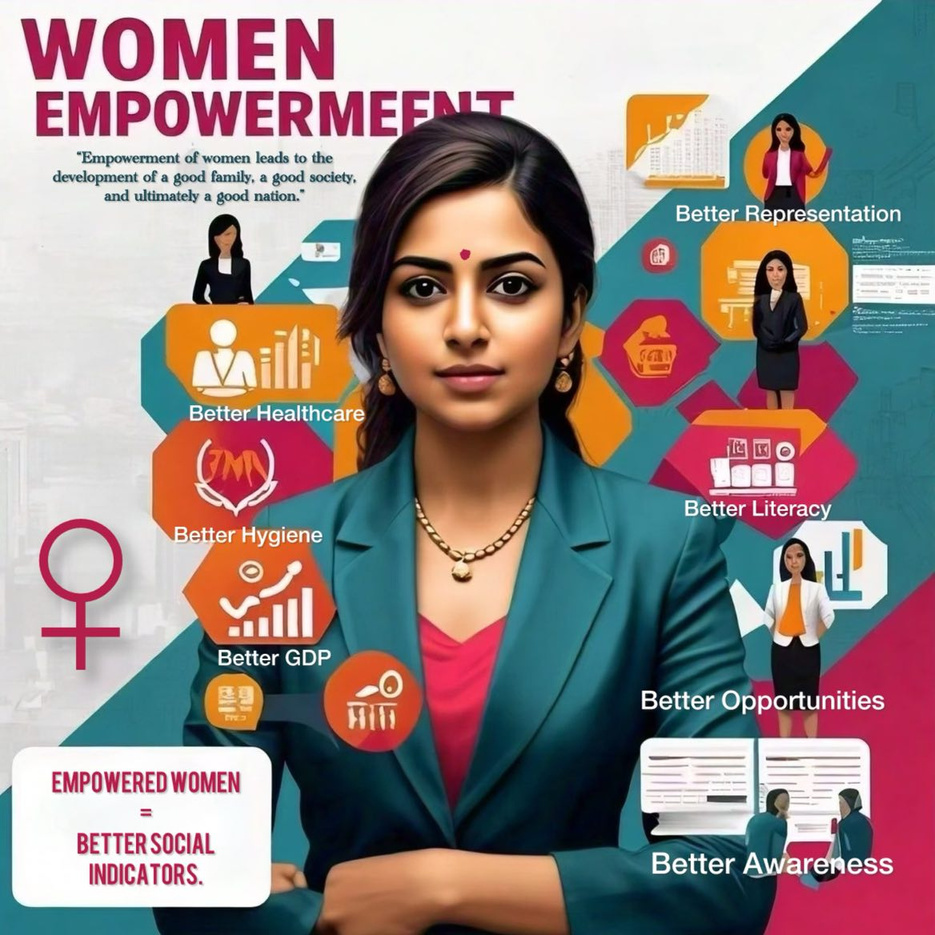 WOMEN
EMPOWERMEENT
"Empowerment of women leads to the
development of a good family, a good society,
and ultimately a good nation."
Better Representation
Better Healthcare
Better Literacy
Better Hygiene
Better GDP
Better Opportunities
EMPOWERED WOMEN
=
BETTER SOCIAL
INDICATORS.
Better Awareness